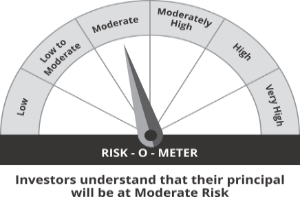 Low
Low to
Moderate
Moderate
Moderately
High
High
Very High
RISK - O - METER
Investors understand that their principal
will be at Moderate Risk